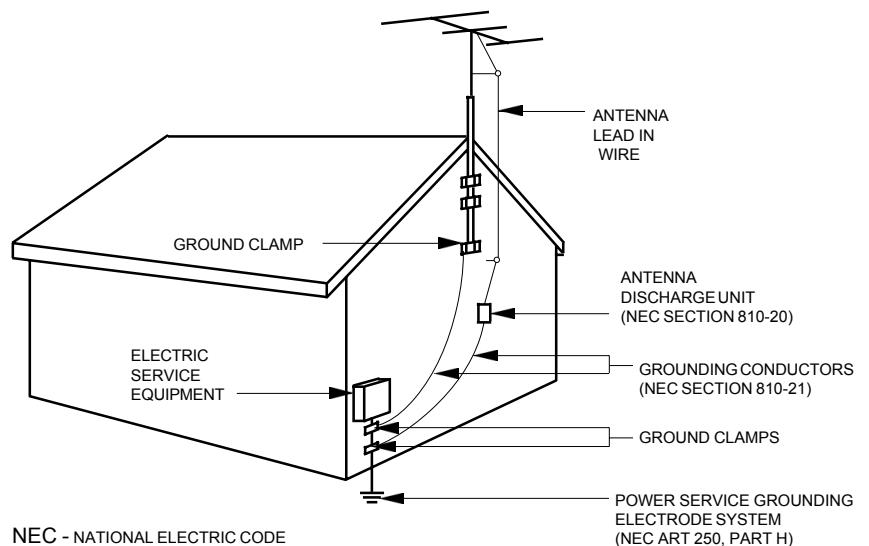 ANTENNA
LEAD IN
WIRE
GROUND CLAMP
ANTENNA
DISCHARGE UNIT
(NEC SECTION 810-20)
ELECTRIC
SERVICE
EQUIPMENT
GROUNDING CONDUCTORS
(NEC SECTION 810-21)
GROUND CLAMPS
POWER SERVICE GROUNDING
ELECTRODE SYSTEM
(NEC ART 250, PART H)
NEC - NATIONAL ELECTRIC CODE